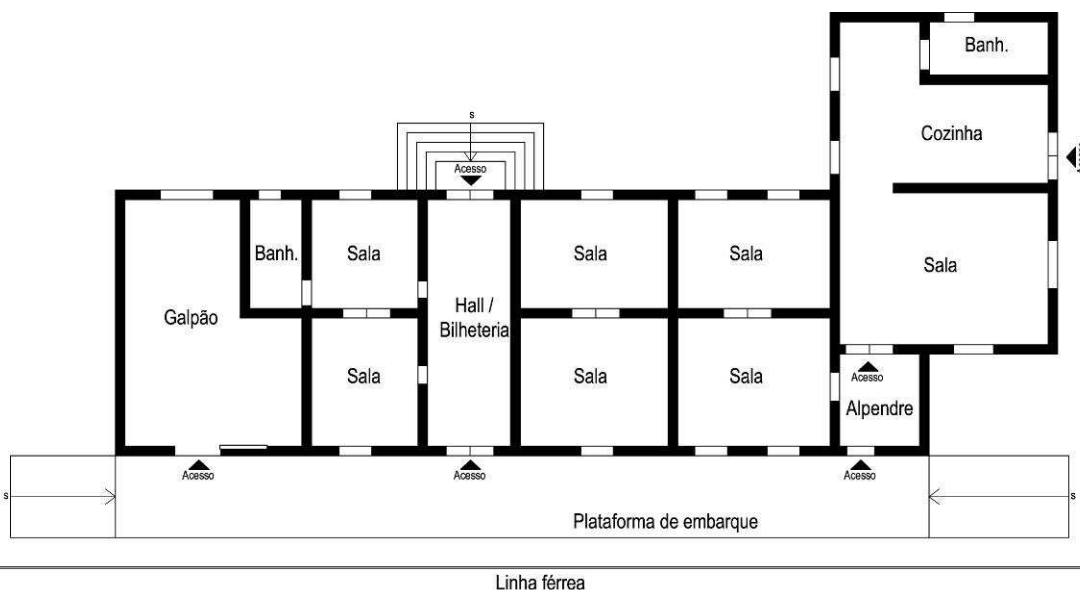 Banh.
Cozinha
Acesso
s
Acesso
Banh.
Sala
Sala
Sala
Sala
Galpão
Hall /
Bilheteria
Sala
Sala
Sala
Acesso
Alpendre
Acesso
Acesso
Acesso
s
s
Plataforma de embarque
Linha férrea